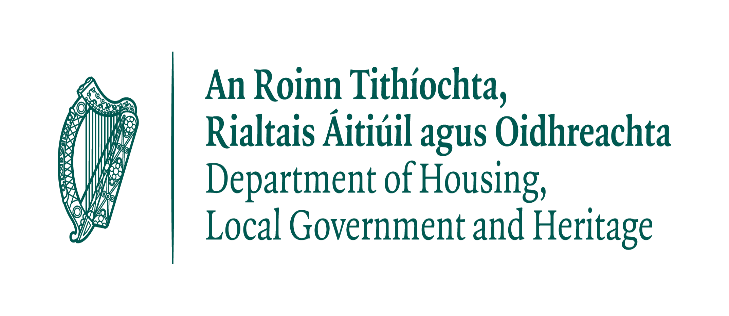 An Roinn Tithíochta,
Rialtais Áitiúil agus Oidhreachta
Department of Housing,
Local Government and Heritage